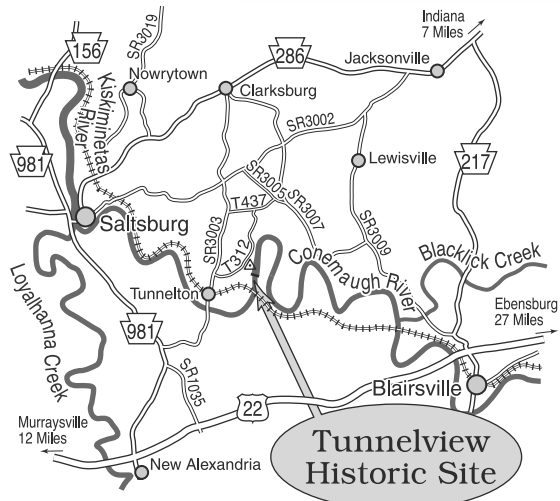 Indiana
7 Miles
156
SR3019
286
Jacksonville
Nowrytown
Kiskiminetas
River
Clarksburg
SR3002
981
Lewisville
217
SR3005
T437
SR3003
SR3007
Saltsburg
T312
SR3009
Conemaugh River
Blacklick Creek
Loyalhanna Creek
Tunnelton
Ebensburg
27 Miles
981
SR1035
Blairsville
22
Murraysville
12 Miles
Tunnelview
Historic Site
New Alexandria